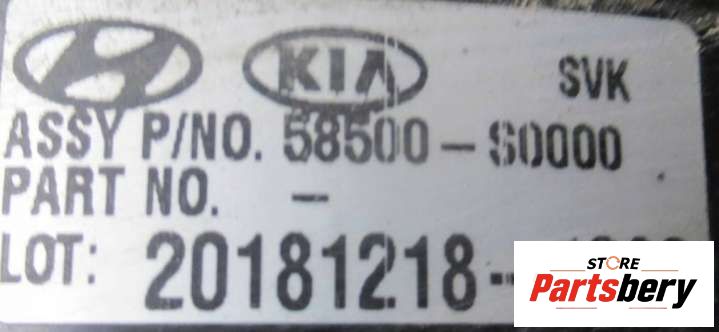 KIA SVK
ASSY P/NO. 58500-S0000
PART NO. -
LOT: 20181218-
STORE
Partsbery